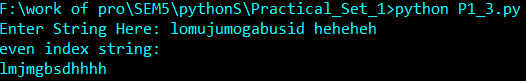 F:\work of pro\SEM5\pythonS\Practical_Set_1>python P1_3.py
Enter String Here: lomujumogabusid heheheh
even index string:
lmjmgbsdhhhh